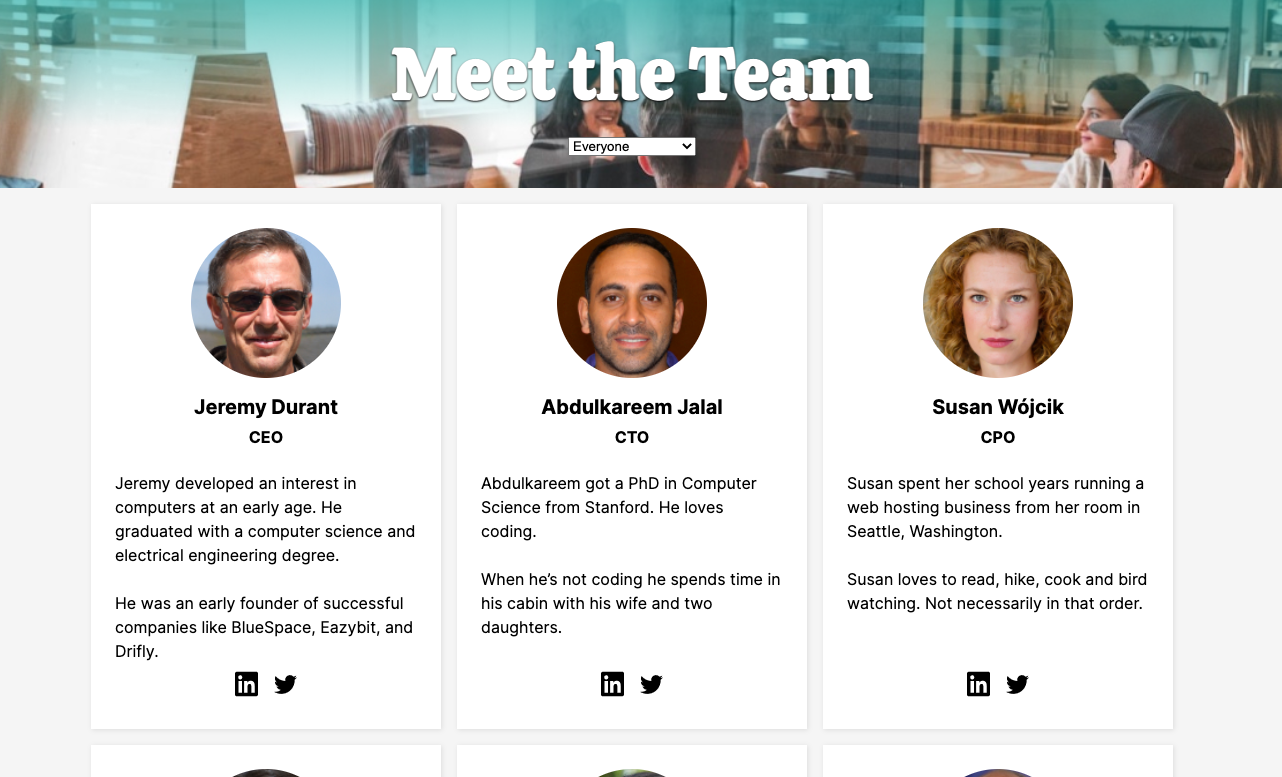 Meet the Team
Everyone
Jeremy Durant
CEO
Jeremy developed an interest in
computers at an early age. He
graduated with a computer science and
electrical engineering degree.
He was an early founder of successful
companies like BlueSpace, Eazybit, and
Drifly.
in
Abdulkareem Jalal
CTO
Abdulkareem got a PhD in Computer
Science from Stanford. He loves
coding.
When he’s not coding he spends time in
his cabin with his wife and two
daughters.
in
Susan Wójcik
CPO
Susan spent her school years running a
web hosting business from her room in
Seattle, Washington.
Susan loves to read, hike, cook and bird
watching. Not necessarily in that order.
in